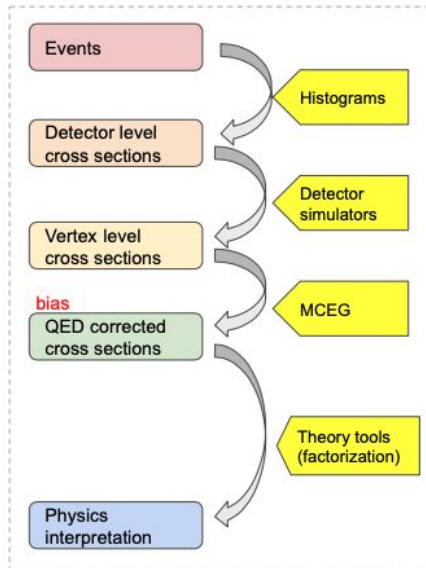 Events
Histograms
Detector level
cross sections
Detector
simulators
Vertex level
cross sections
bias
QED corrected
cross sections
MCEG
Theory tools
(factorization)
Physics
interpretation